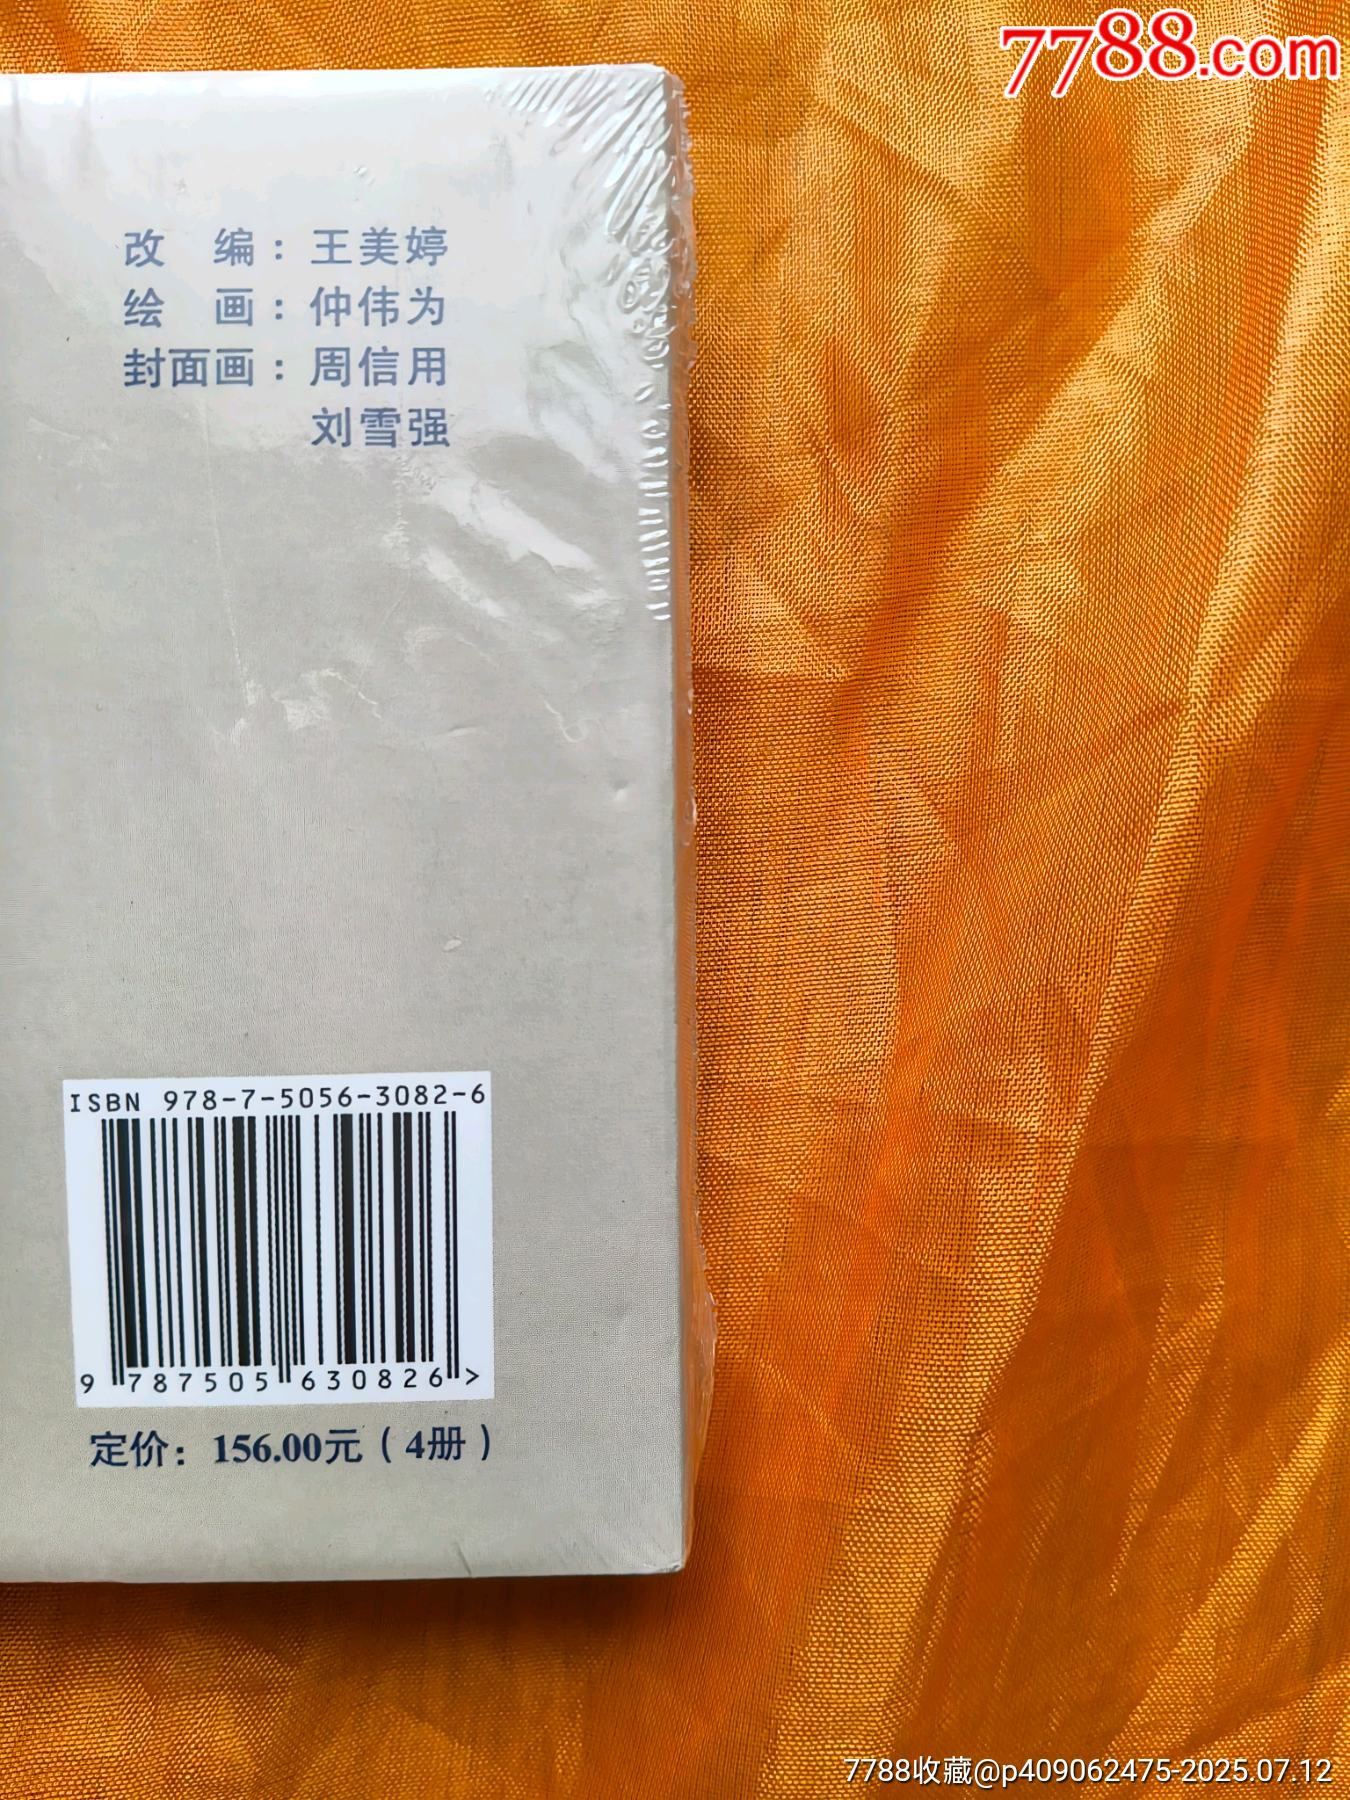 7788.com
改　编：王美婷
绘　画：仲伟为
封面画：周信用
刘雪强
ISBN 978-7-5056-3082-6
9 787505 630826 >
定价：156.00元（4册）
7788收藏@p409062475-2025.07.12